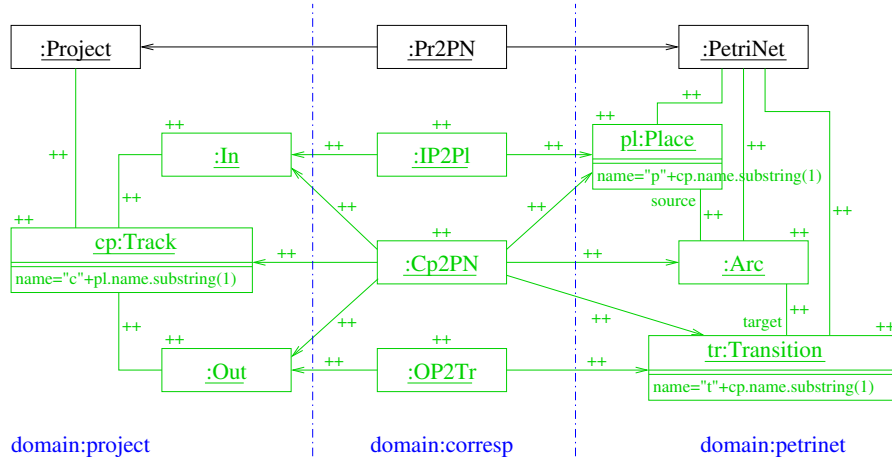 :Project
:Pr2PN
:PetriNet
++
++
++
++
++
++
++
++
++
++
:In
:IP2Pl
pl:Place
name="p"+cp.name.substring(1)
++
++
++
source
++
++
++
++
++
cp:Track
++
:Cp2PN
++
:Arc
name="c"+pl.name.substring(1)
++
++
++
target
++
++
++
++
++
++
++
:Out
:OP2Tr
tr:Transition
name="t"+cp.name.substring(1)
domain:project
domain:corresp
domain:petrinet